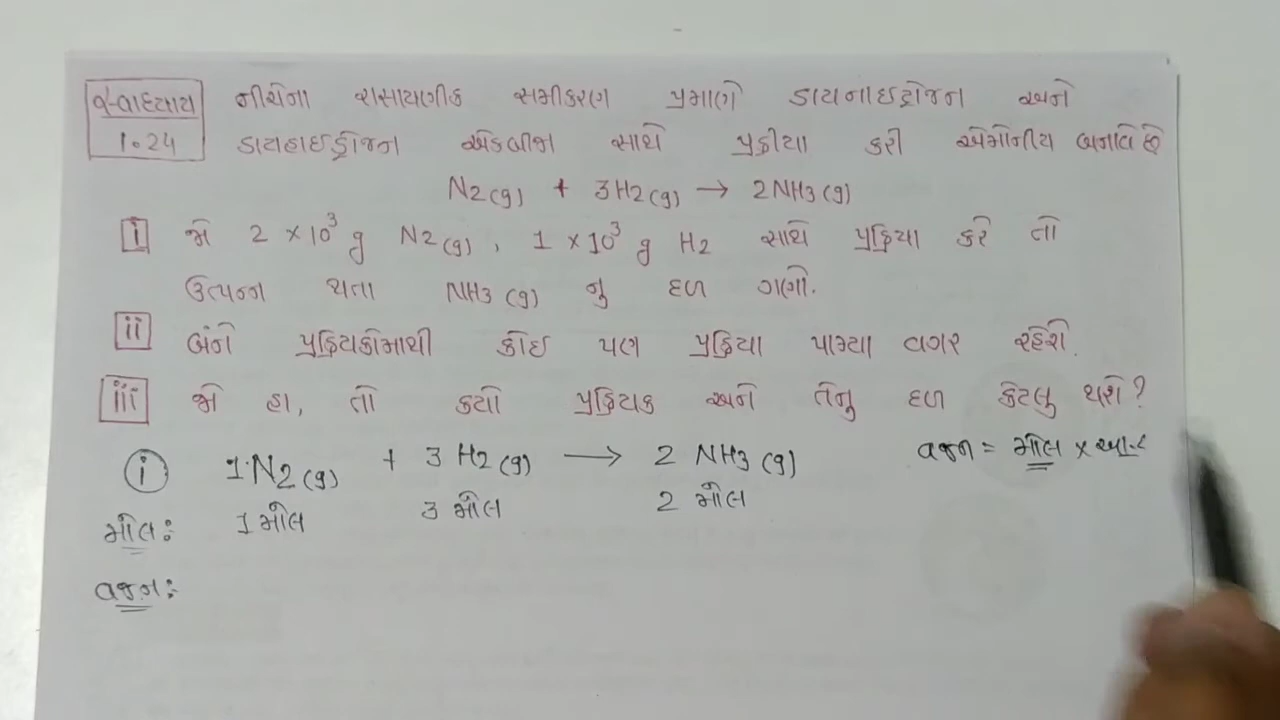 સ્વાધ્યાય 1.24
નીચેના રાસાયણીક સમીકરણ પ્રમાણે ડાયનાઇટ્રોજન અને
ડાયહાઇડ્રોજન એકબીજા સાથે પ્રક્રીયા કરી એમોનીય બનાવે છે
N2(g) + 3H2(g) → 2NH3(g)
i જો 2 × 10³ g N2(g), 1 × 10³ g H2 સાથે પ્રક્રિયા કરે તો
ઉત્પન્ન થતા NH3(g) નુ દળ ગણો.
ii બંને પ્રક્રિયકોમાથી કોઇ પણ પ્રક્રિયા પામ્યા વગર રહેશે.
iii જો હા, તો કયો પ્રક્રિયક અને તેનુ દળ કેટલુ થશે?
i 1·N2(g) + 3 H2(g) → 2 NH3(g)
વજન = મોલ ×
મોલ: 1 મોલ 3 મોલ 2 મોલ
વજન: